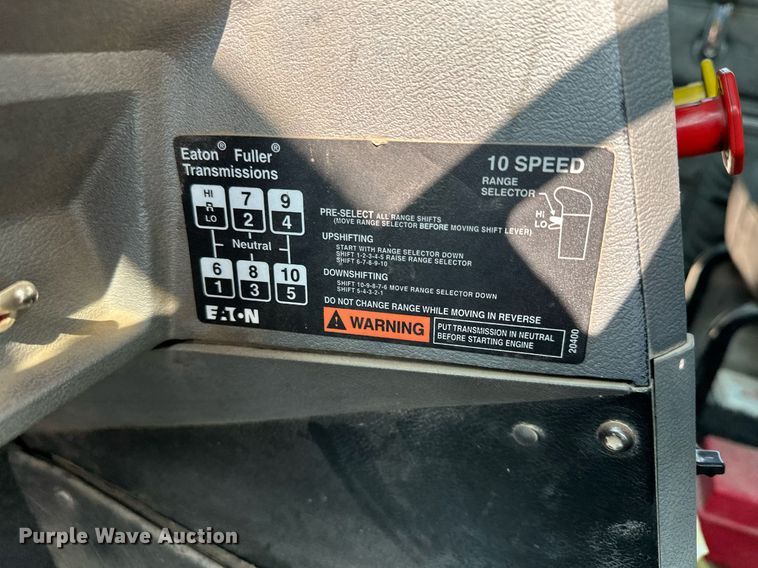 Eaton® Fuller®
Transmissions
10 SPEED
RANGE
SELECTOR
HI
LO
HI
R
LO
7
2
9
4
Neutral
6
1
8
3
10
5
EATON
PRE-SELECT ALL RANGE SHIFTS
(MOVE RANGE SELECTOR BEFORE MOVING SHIFT LEVER)
UPSHIFTING
START WITH RANGE SELECTOR DOWN
SHIFT 1-2-3-4-5 RAISE RANGE SELECTOR
SHIFT 6-7-8-9-10
DOWNSHIFTING
SHIFT 10-9-8-7-6 MOVE RANGE SELECTOR DOWN
SHIFT 5-4-3-2-1
DO NOT CHANGE RANGE WHILE MOVING IN REVERSE
WARNING
PUT TRANSMISSION IN NEUTRAL
BEFORE STARTING ENGINE
20400
Purple Wave Auction